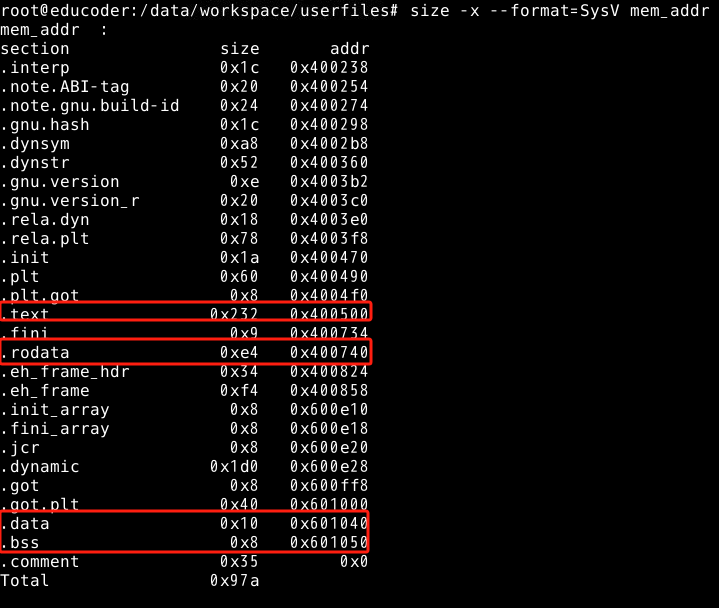 root@educoder:/data/workspace/userfiles# size -x --format=SysV mem_addr
mem_addr  :
section              size       addr
.interp              0x1c   0x400238
.note.ABI-tag        0x20   0x400254
.note.gnu.build-id   0x24   0x400274
.gnu.hash            0x1c   0x400298
.dynsym              0xa8   0x4002b8
.dynstr              0x52   0x400360
.gnu.version          0xe   0x4003b2
.gnu.version_r       0x20   0x4003c0
.rela.dyn            0x18   0x4003e0
.rela.plt            0x78   0x4003f8
.init                0x1a   0x400470
.plt                 0x60   0x400490
.plt.got              0x8   0x4004f0
.text               0x232   0x400500
.fini                 0x9   0x400734
.rodata              0xe4   0x400740
.eh_frame_hdr        0x34   0x400824
.eh_frame            0xf4   0x400858
.init_array           0x8   0x600e10
.fini_array           0x8   0x600e18
.jcr                  0x8   0x600e20
.dynamic            0x1d0   0x600e28
.got                  0x8   0x600ff8
.got.plt             0x40   0x601000
.data                0x10   0x601040
.bss                  0x8   0x601050
.comment             0x35        0x0
Total               0x97a